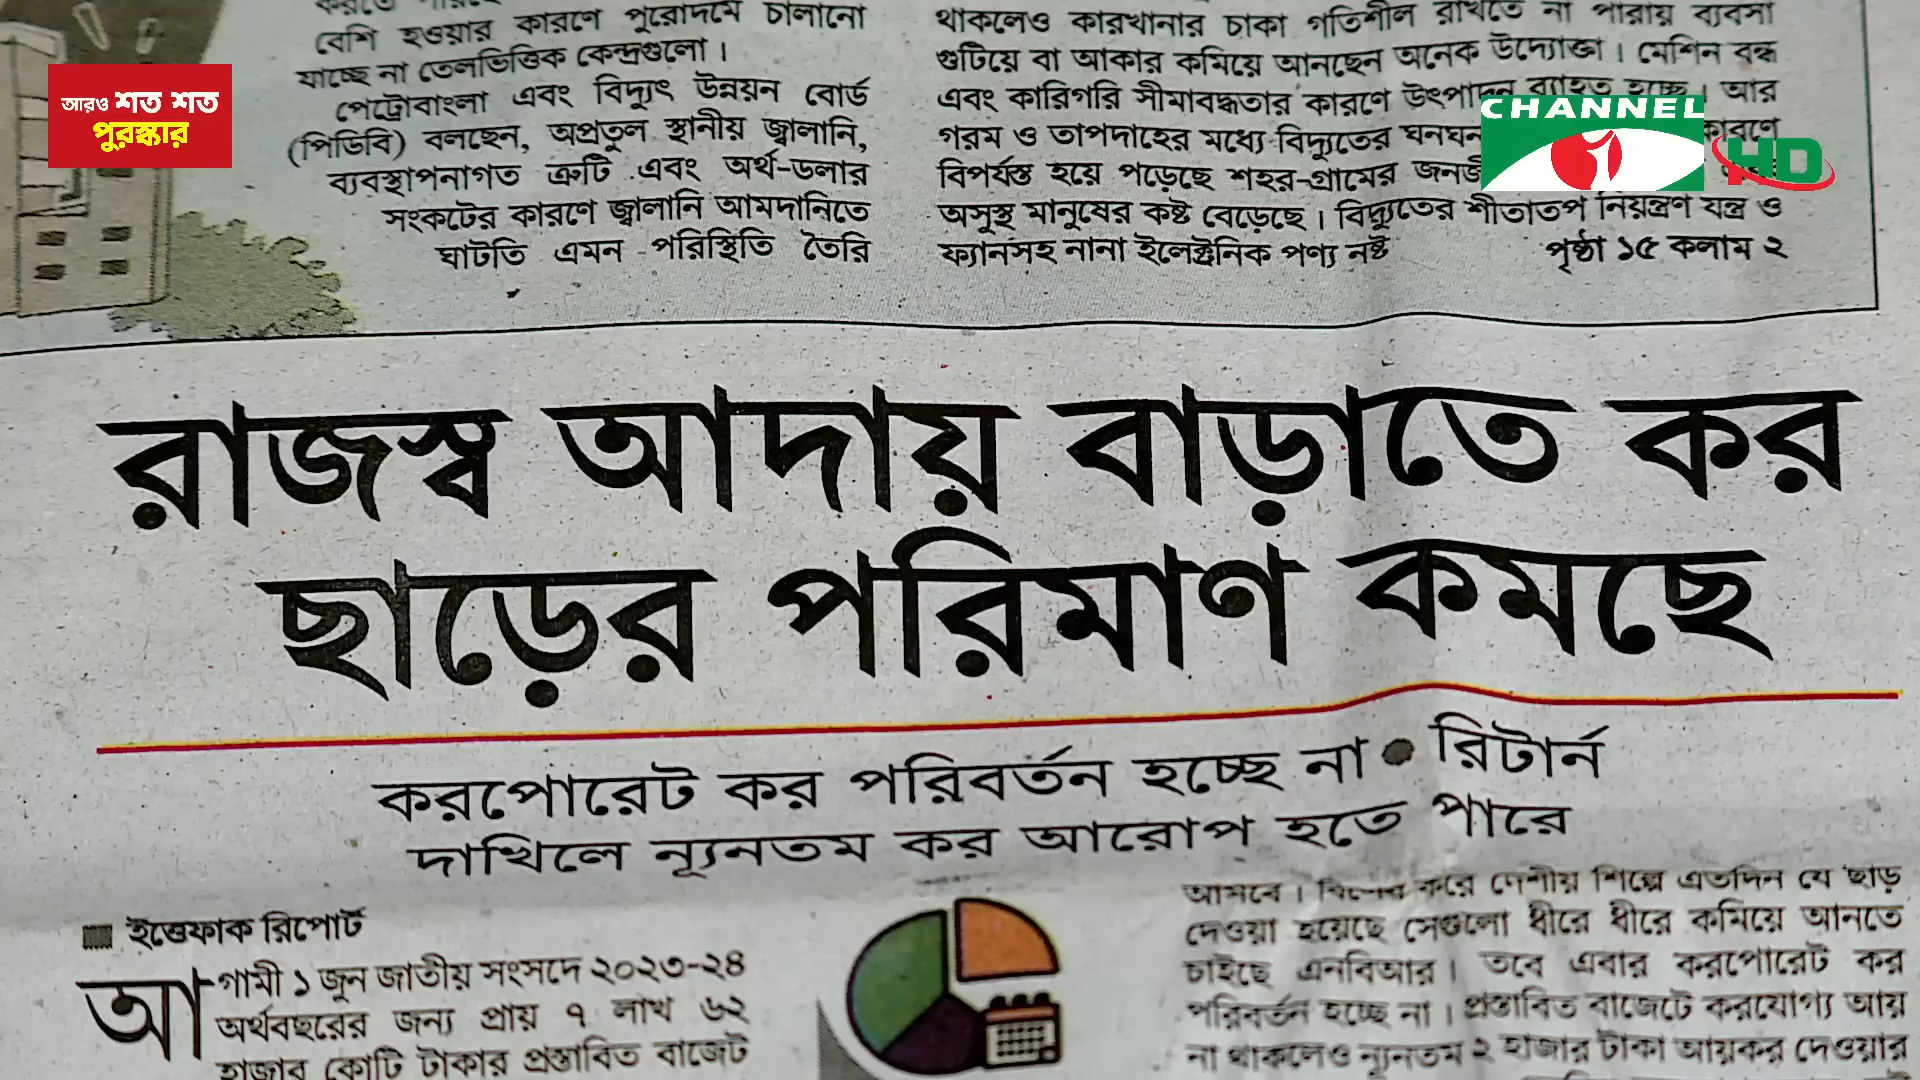 আরও শত শত
পুরস্কার
CHANNEL
i HD
বেশি হওয়ার কারণে পুরোদমে চালানো
যাচ্ছে না তেলভিত্তিক কেন্দ্রগুলো।
পেট্রোবাংলা এবং বিদ্যুৎ উন্নয়ন বোর্ড
(পিডিবি) বলছেন, অপ্রতুল স্থানীয় জ্বালানি,
ব্যবস্থাপনাগত ত্রুটি এবং অর্থ-ডলার
সংকটের কারণে জ্বালানি আমদানিতে
ঘাটতি এমন পরিস্থিতি তৈরি
থাকলেও কারখানার চাকা গতিশীল রাখতে না পারায় ব্যবসা
গুটিয়ে বা আকার কমিয়ে আনছেন অনেক উদ্যোক্তা। মেশিন বন্ধ
এবং কারিগরি সীমাবদ্ধতার কারণে উৎপাদন ব্যাহত হচ্ছে। আর
গরম ও তাপদাহের মধ্যে বিদ্যুতের ঘনঘন কারণে
বিপর্যস্ত হয়ে পড়েছে শহর-গ্রামের
অসুস্থ মানুষের কষ্ট বেড়েছে। বিদ্যুতের শীতাতপ নিয়ন্ত্রণ যন্ত্র ও
ফ্যানসহ নানা ইলেক্ট্রনিক পণ্য নষ্ট পৃষ্ঠা ১৫ কলাম ২
রাজস্ব আদায় বাড়াতে কর
ছাড়ের পরিমাণ কমছে
করপোরেট কর পরিবর্তন হচ্ছে না ● রিটার্ন
দাখিলে ন্যূনতম কর আরোপ হতে পারে
■ ইত্তেফাক রিপোর্ট
আগামী ১ জুন জাতীয় সংসদে ২০২৩-২৪
অর্থবছরের জন্য প্রায় ৭ লাখ ৬২
হাজার কোটি টাকার প্রস্তাবিত বাজেট
আসবে। বিশেষ করে দেশীয় শিল্পে এতদিন যে ছাড়
দেওয়া হয়েছে সেগুলো ধীরে ধীরে কমিয়ে আনতে
চাইছে এনবিআর। তবে এবার করপোরেট কর
পরিবর্তন হচ্ছে না। প্রস্তাবিত বাজেটে করযোগ্য আয়
না থাকলেও ন্যূনতম ২ হাজার টাকা আয়কর দেওয়ার